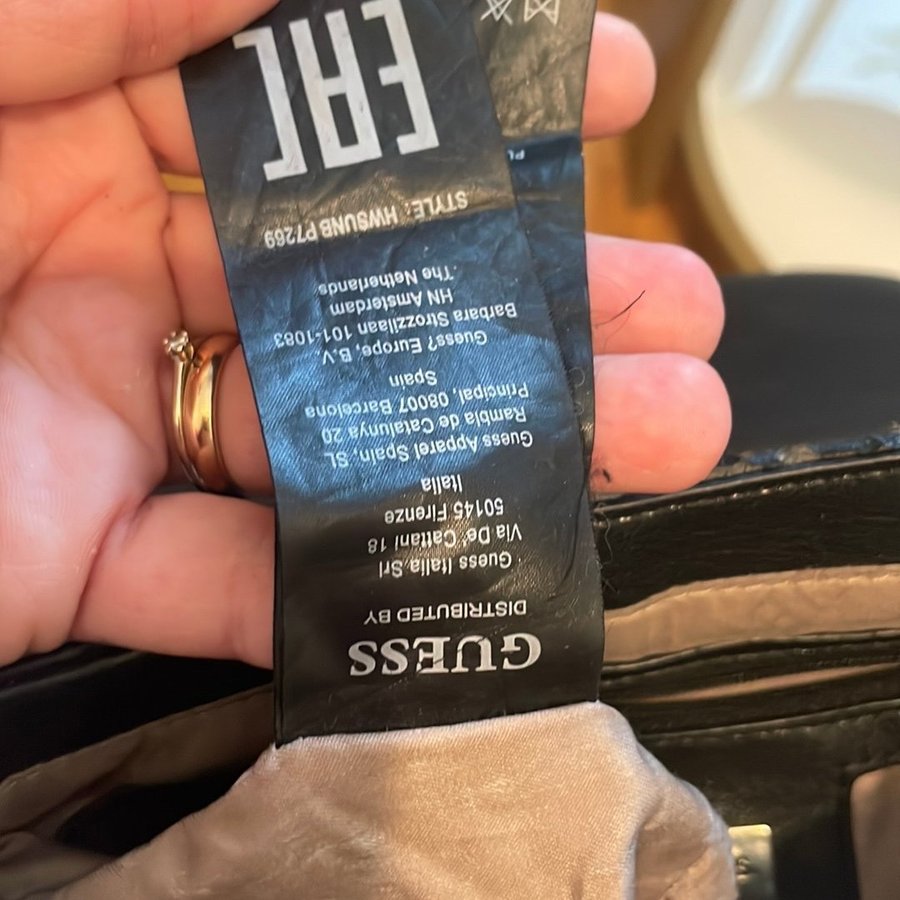 GUESS
DISTRIBUTED BY
Guess Italia Srl
Via De' Cattani 18
50145 Firenze
Italia
Guess Apparel Spain, SL
Rambla de Catalunya 20
Principal, 08007 Barcelona
Spain
Guess? Europe, B.V.
Barbara Strozzilaan 101-1083
HN Amsterdam
The Netherlands
STYLE: HWSUNB P7269
EAC